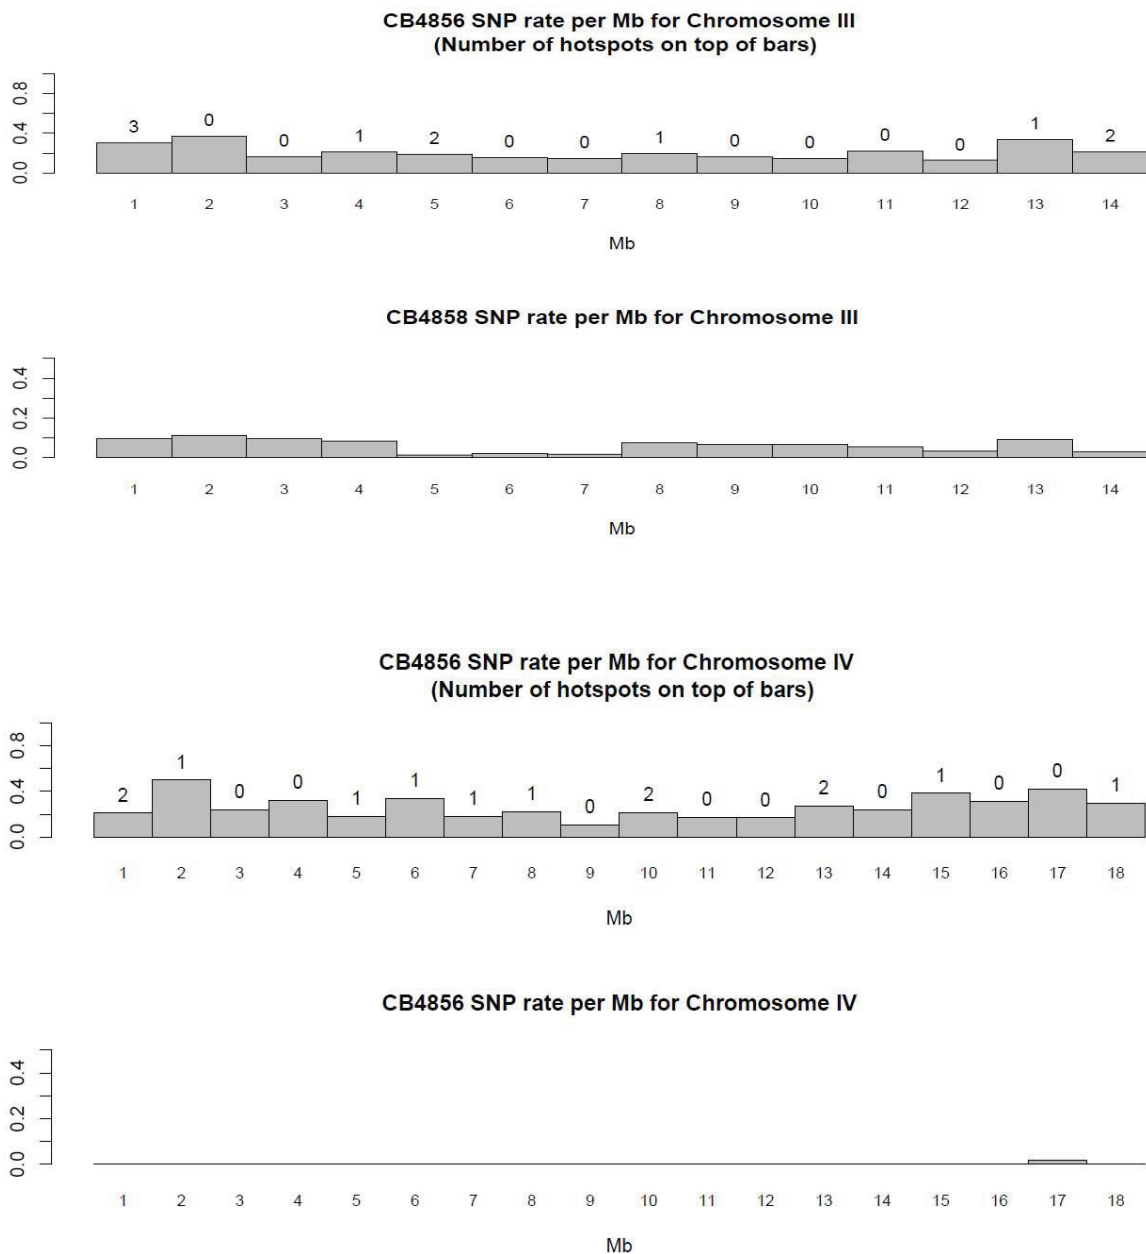 CB4856 SNP rate per Mb for Chromosome III
(Number of hotspots on top of bars)
0.0 0.4 0.8
3 0 0 1 2 0 0 1 0 0 0 0 1 2
1 2 3 4 5 6 7 8 9 10 11 12 13 14
Mb
CB4858 SNP rate per Mb for Chromosome III
0.0 0.2 0.4
1 2 3 4 5 6 7 8 9 10 11 12 13 14
Mb
CB4856 SNP rate per Mb for Chromosome IV
(Number of hotspots on top of bars)
0.0 0.4 0.8
2 1 0 0 1 1 1 1 0 2 0 0 2 0 1 0 0 1
1 2 3 4 5 6 7 8 9 10 11 12 13 14 15 16 17 18
Mb
CB4856 SNP rate per Mb for Chromosome IV
0.0 0.2 0.4
1 2 3 4 5 6 7 8 9 10 11 12 13 14 15 16 17 18
Mb